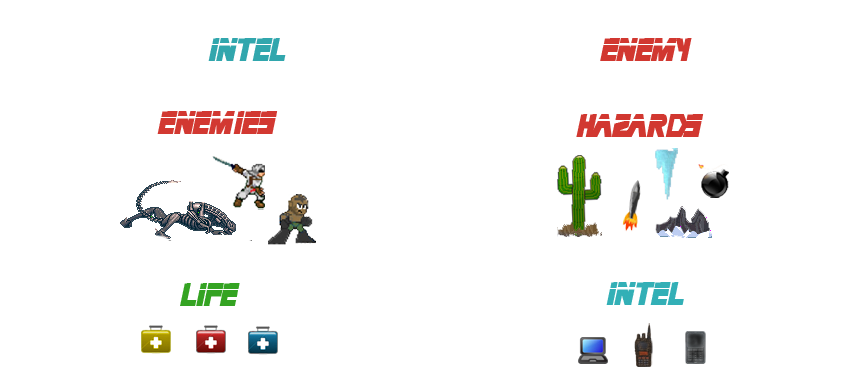 INTEL
ENEMY
ENEMIES
HAZARDS
LIFE
INTEL